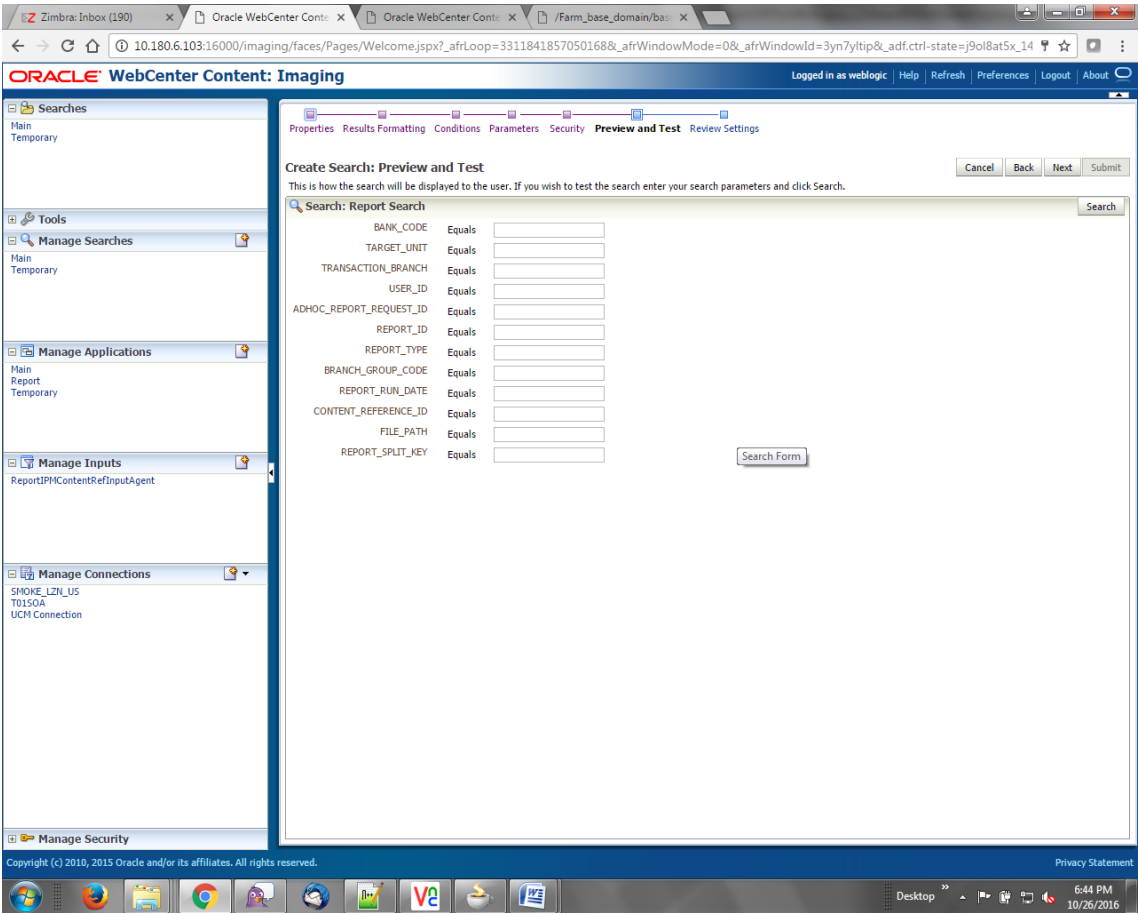 Zimbra: Inbox (190)
Oracle WebCenter Conte
Oracle WebCenter Conte
/Farm_base_domain/bas
10.180.6.103:16000/imaging/faces/Pages/Welcome.jspx?_afrLoop=3311841857050168&_afrWindowMode=0&_afrWindowId=3yn7yltip&_adf.ctrl-state=j9ol8at5x_14
ORACLE WebCenter Content: Imaging
Logged in as weblogic Help Refresh Preferences Logout About
Searches
Main
Temporary
Tools
Manage Searches
Main
Temporary
Manage Applications
Main
Report
Temporary
Manage Inputs
ReportIPMContentRefInputAgent
Manage Connections
SMOKE_LZN_US
T01SOA
UCM Connection
Manage Security
Properties Results Formatting Conditions Parameters Security Preview and Test Review Settings
Create Search: Preview and Test
Cancel Back Next Submit
This is how the search will be displayed to the user. If you wish to test the search enter your search parameters and click Search.
Search: Report Search
Search
BANK_CODE Equals
TARGET_UNIT Equals
TRANSACTION_BRANCH Equals
USER_ID Equals
ADHOC_REPORT_REQUEST_ID Equals
REPORT_ID Equals
REPORT_TYPE Equals
BRANCH_GROUP_CODE Equals
REPORT_RUN_DATE Equals
CONTENT_REFERENCE_ID Equals
FILE_PATH Equals
REPORT_SPLIT_KEY Equals
Search Form
Copyright (c) 2010, 2015 Oracle and/or its affiliates. All rights reserved.
Privacy Statement
Desktop
6:44 PM
10/26/2016